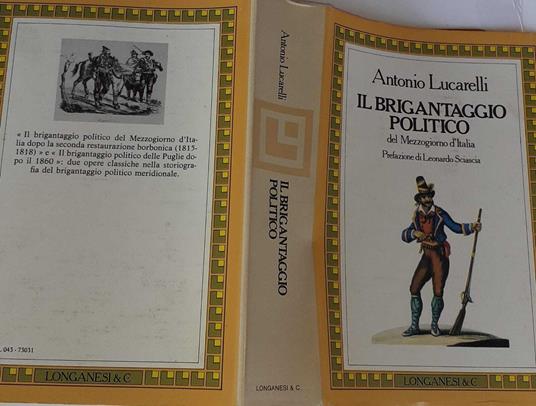 « Il brigantaggio politico del Mezzogiorno d'Ita-
lia dopo la seconda restaurazione borbonica (1815-
1818) » e « Il brigantaggio politico delle Puglie do-
po il 1860 »: due opere classiche nella storiogra-
fia del brigantaggio politico meridionale.
L. 045 - 73031
LONGANESI & C
Antonio Lucarelli
IL BRIGANTAGGIO
POLITICO
LONGANESI & C.
Antonio Lucarelli
IL BRIGANTAGGIO
POLITICO
del Mezzogiorno d'Italia
Prefazione di Leonardo Sciascia
LONGANESI & C